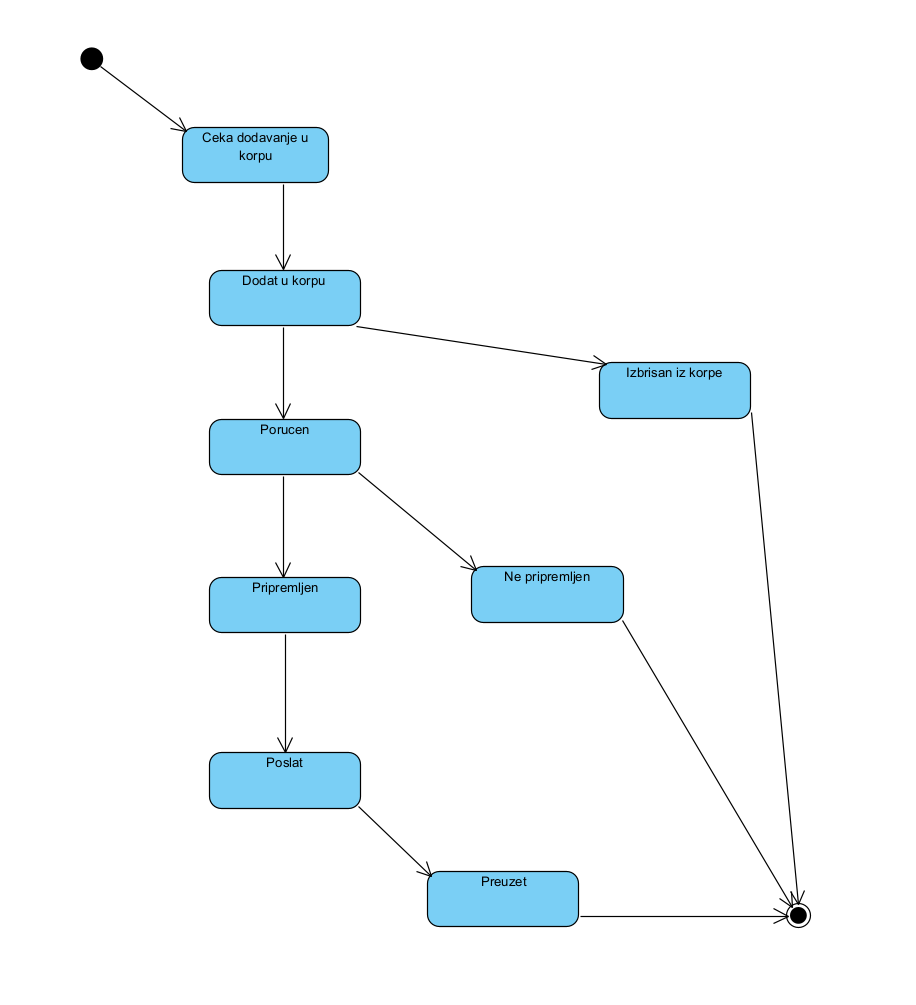 Ceka dodavanje u
korpu
Dodat u korpu
Izbrisan iz korpe
Porucen
Ne pripremljen
Pripremljen
Poslat
Preuzet